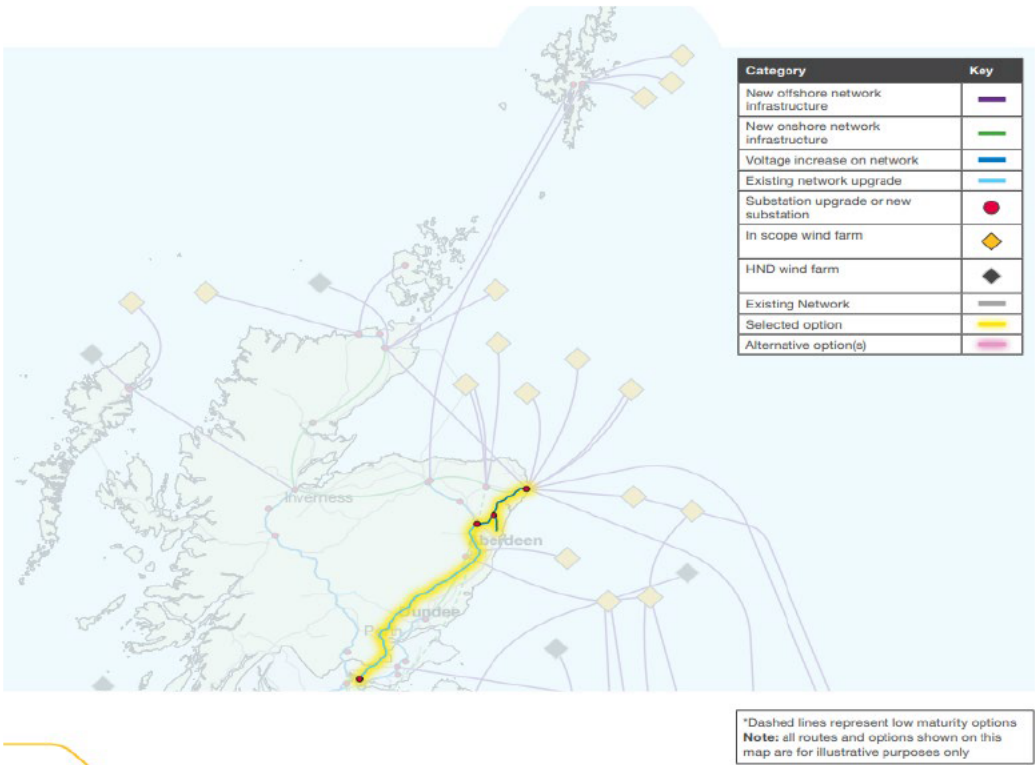 Category Key
New offshore network
infrastructure
New onshore network
infrastructure
Voltage increase on network
Existing network upgrade
Substation upgrade or new
substation
In scope wind farm
HND wind farm
Existing Network
Selected option
Alternative option(s)
Inverness
Aberdeen
Dundee
*Dashed lines represent low maturity options
Note: all routes and options shown on this
map are for illustrative purposes only